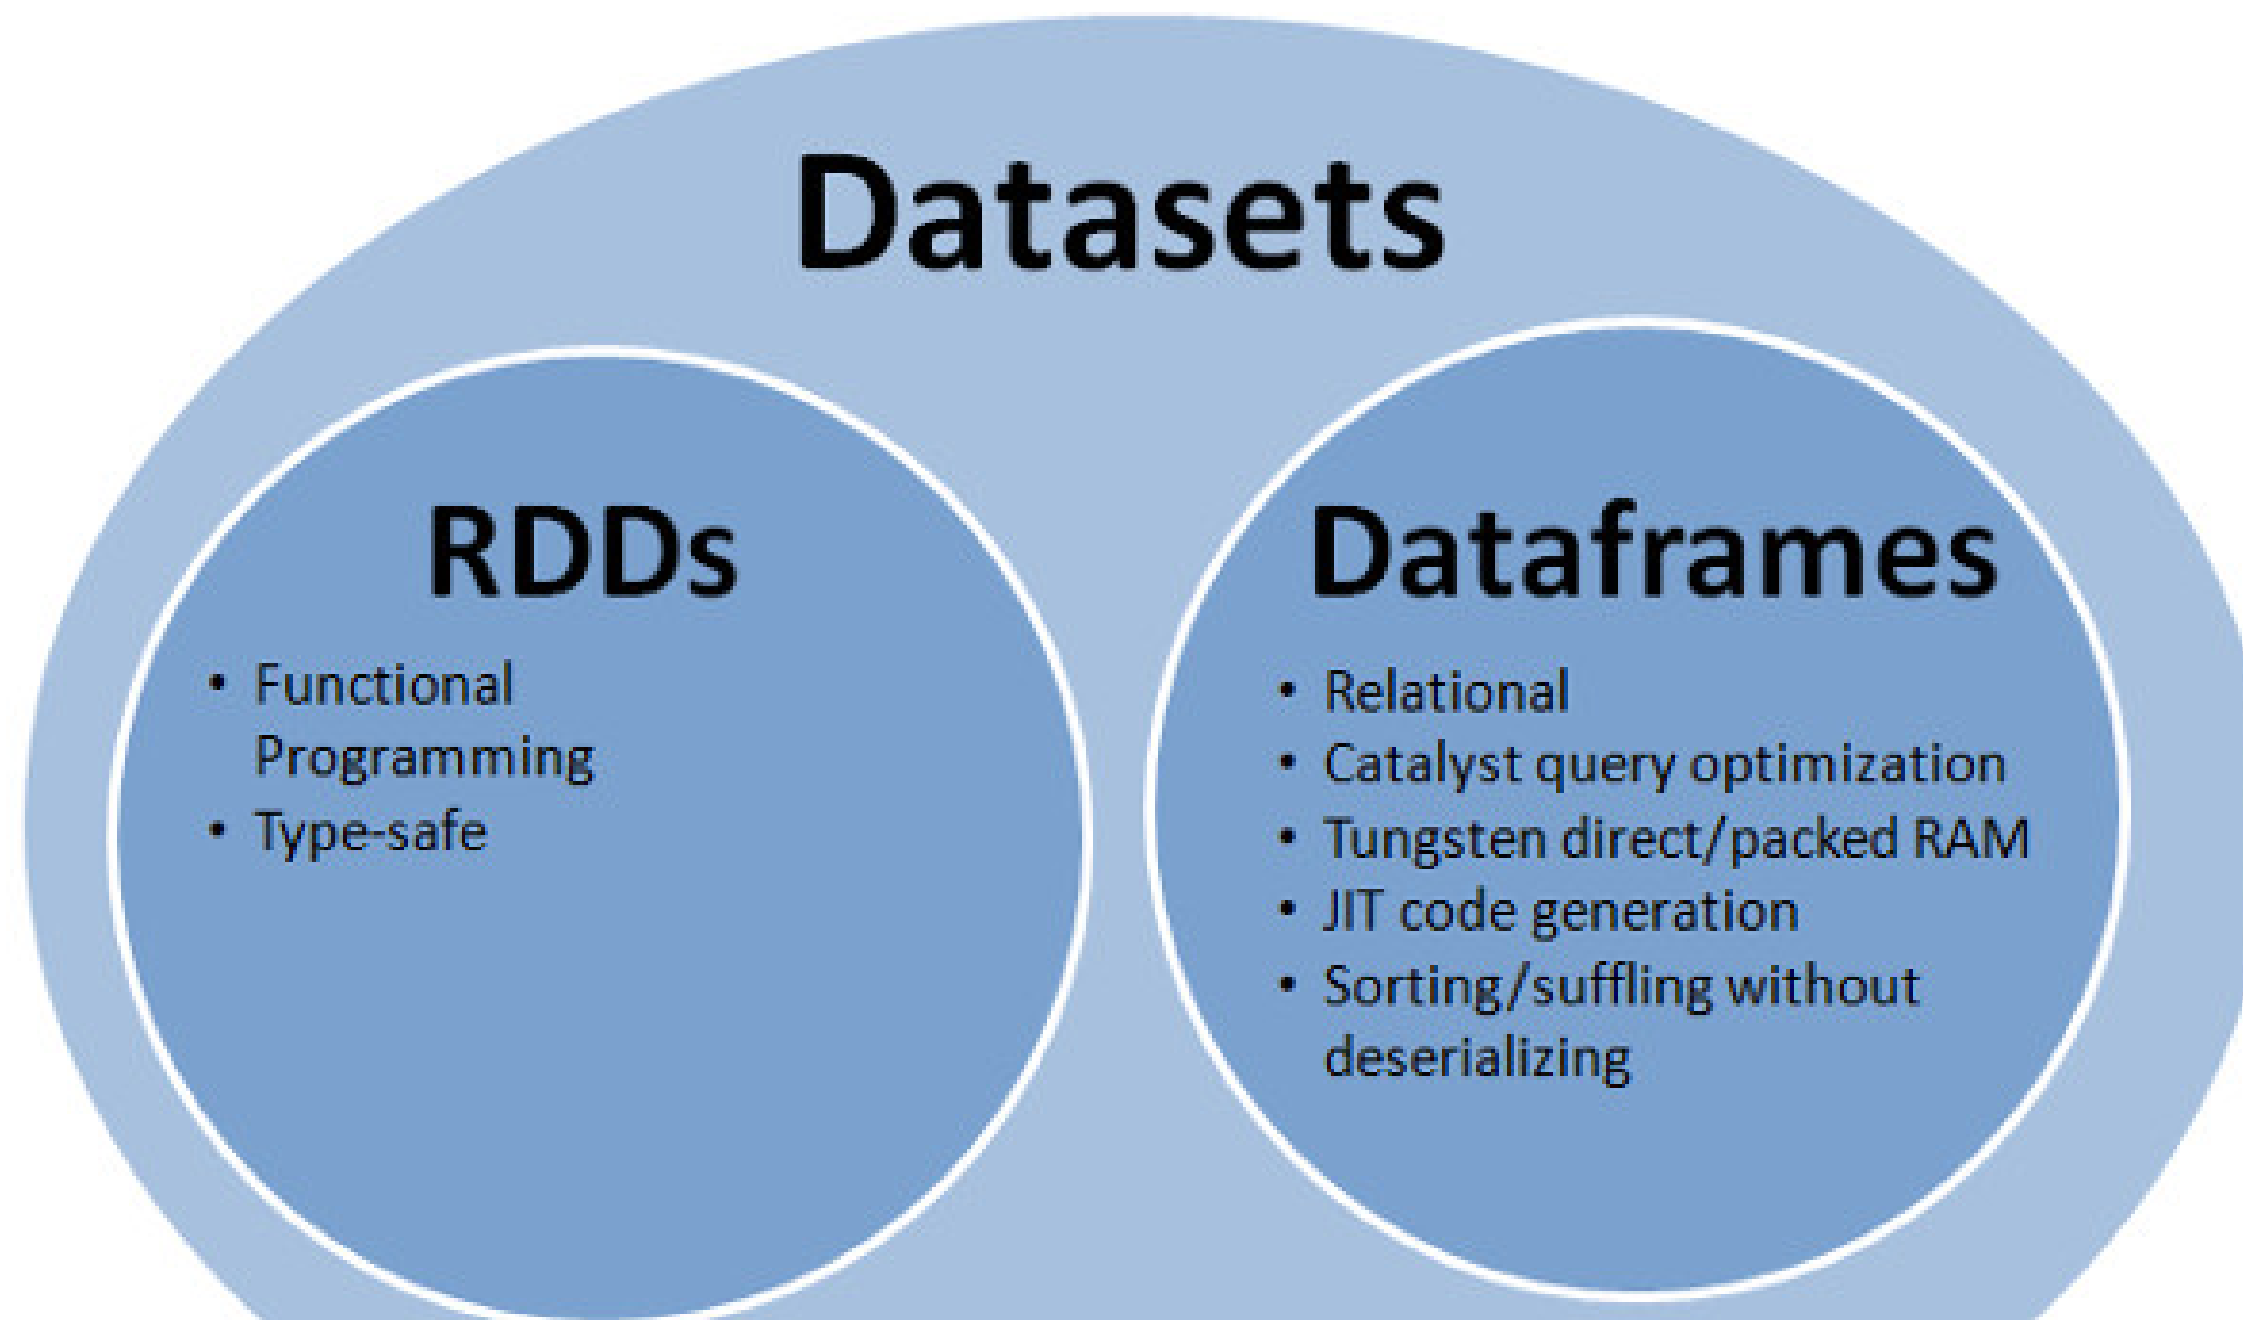 Datasets
RDDs
• Functional
Programming
• Type-safe
Dataframes
• Relational
• Catalyst query optimization
• Tungsten direct/packed RAM
• JIT code generation
• Sorting/suffling without
deserializing